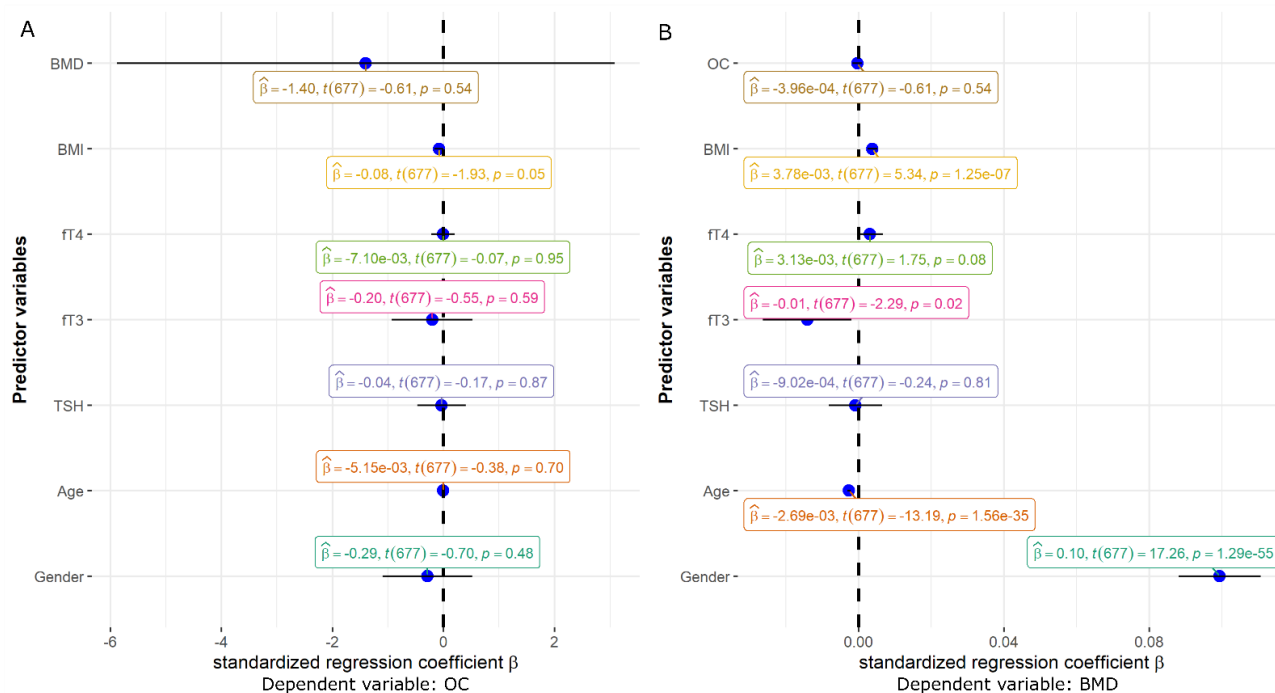 A
Predictor variables
BMD
β̂ = -1.40, t(677) = -0.61, p = 0.54
BMI
β̂ = -0.08, t(677) = -1.93, p = 0.05
fT4
β̂ = -7.10e-03, t(677) = -0.07, p = 0.95
β̂ = -0.20, t(677) = -0.55, p = 0.59
fT3
β̂ = -0.04, t(677) = -0.17, p = 0.87
TSH
β̂ = -5.15e-03, t(677) = -0.38, p = 0.70
Age
β̂ = -0.29, t(677) = -0.70, p = 0.48
Gender
-6 -4 -2 0 2
standardized regression coefficient β
Dependent variable: OC
B
Predictor variables
OC
β̂ = -3.96e-04, t(677) = -0.61, p = 0.54
BMI
β̂ = 3.78e-03, t(677) = 5.34, p = 1.25e-07
fT4
β̂ = 3.13e-03, t(677) = 1.75, p = 0.08
β̂ = -0.01, t(677) = -2.29, p = 0.02
fT3
β̂ = -9.02e-04, t(677) = -0.24, p = 0.81
TSH
Age
β̂ = -2.69e-03, t(677) = -13.19, p = 1.56e-35
β̂ = 0.10, t(677) = 17.26, p = 1.29e-55
Gender
0.00 0.04 0.08
standardized regression coefficient β
Dependent variable: BMD